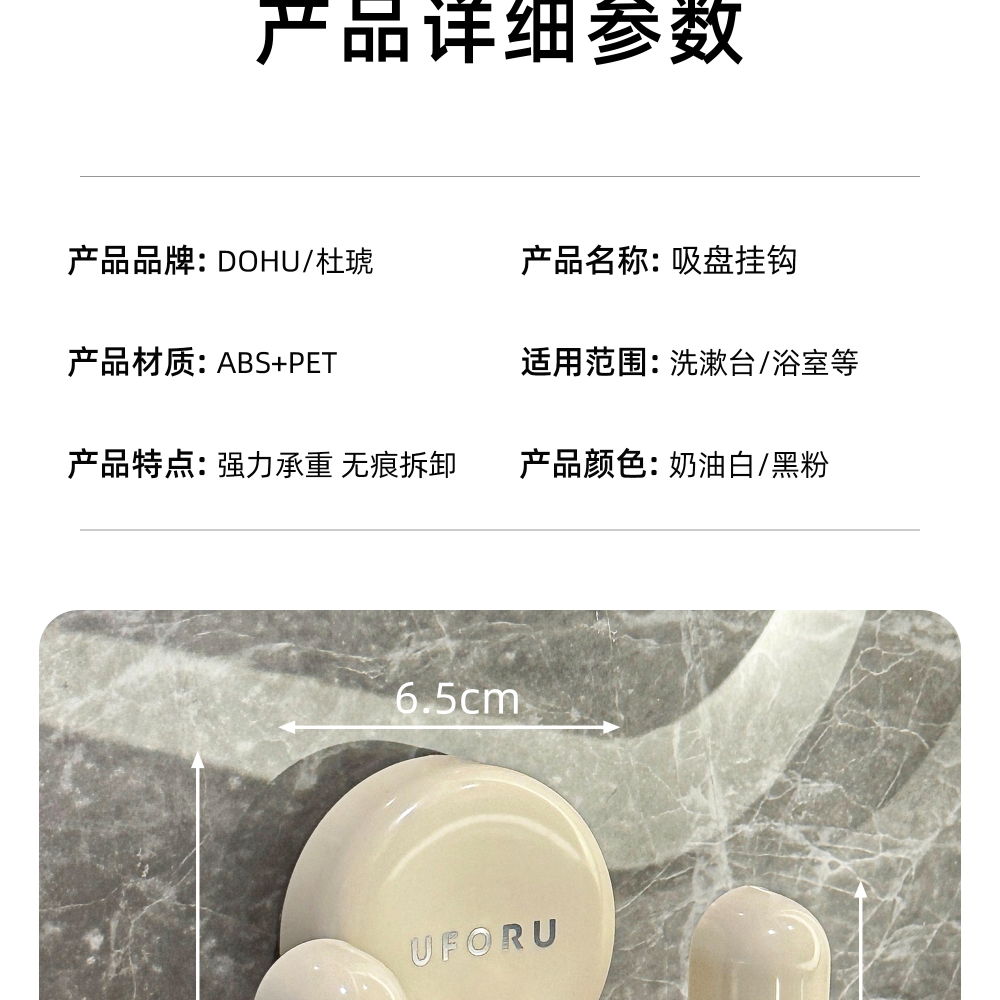 产品详细参数
产品品牌: DOHU/杜琥
产品名称: 吸盘挂钩
产品材质: ABS+PET
适用范围: 洗漱台/浴室等
产品特点: 强力承重 无痕拆卸
产品颜色: 奶油白/黑粉
6.5cm
UFORU